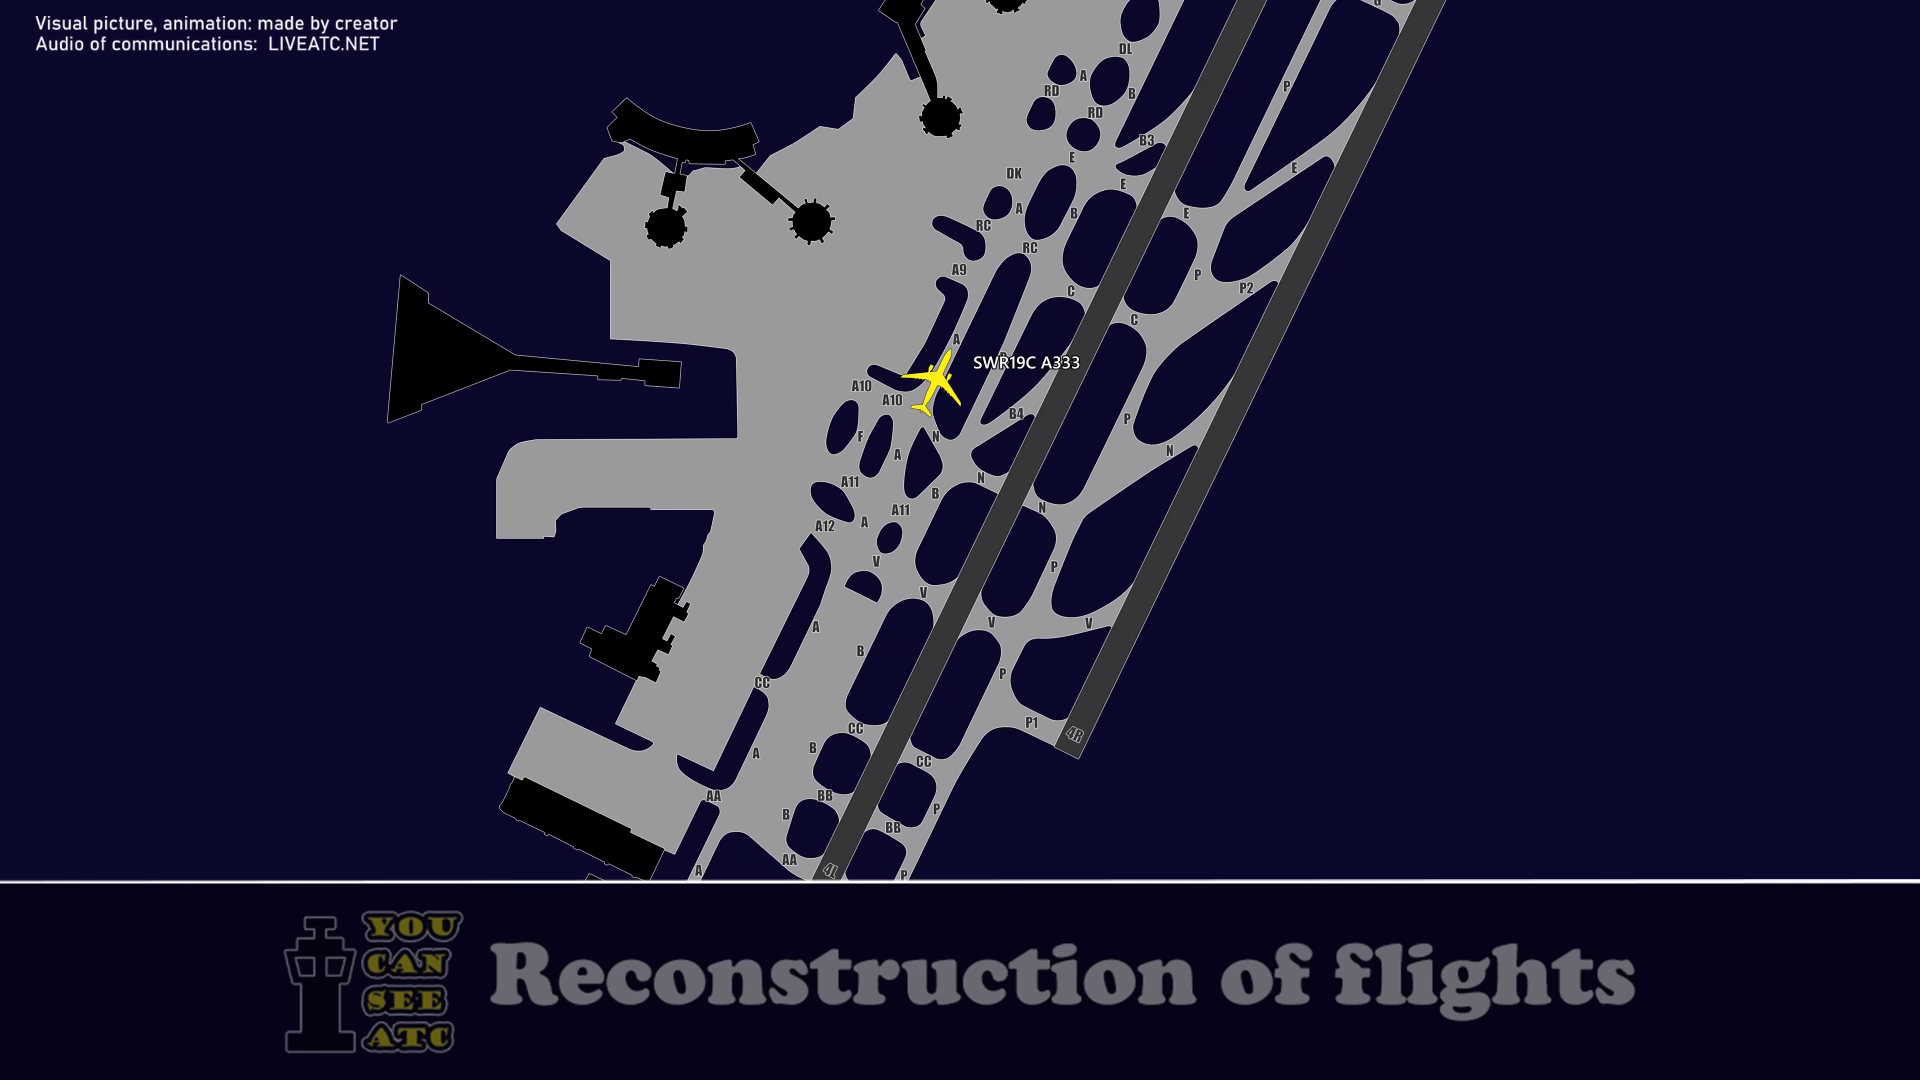 Visual picture, animation: made by creator
Audio of communications: LIVEATC.NET
G
DL
A
P
RD
B
RD
B3
E
E
DK
E
A
B
E
RC
RC
A9
P
P2
C
C
A
SWR19C A333
A10
A10
B4
P
F
N
A
N
A11
N
B
A11
N
A12
A
V
P
V
V
V
A
B
P
CC
CC
P1
4R
B
A
CC
AA
BB
P
B
BB
AA
A
4L
P
YOU
CAN
SEE
ATC
Reconstruction of flights